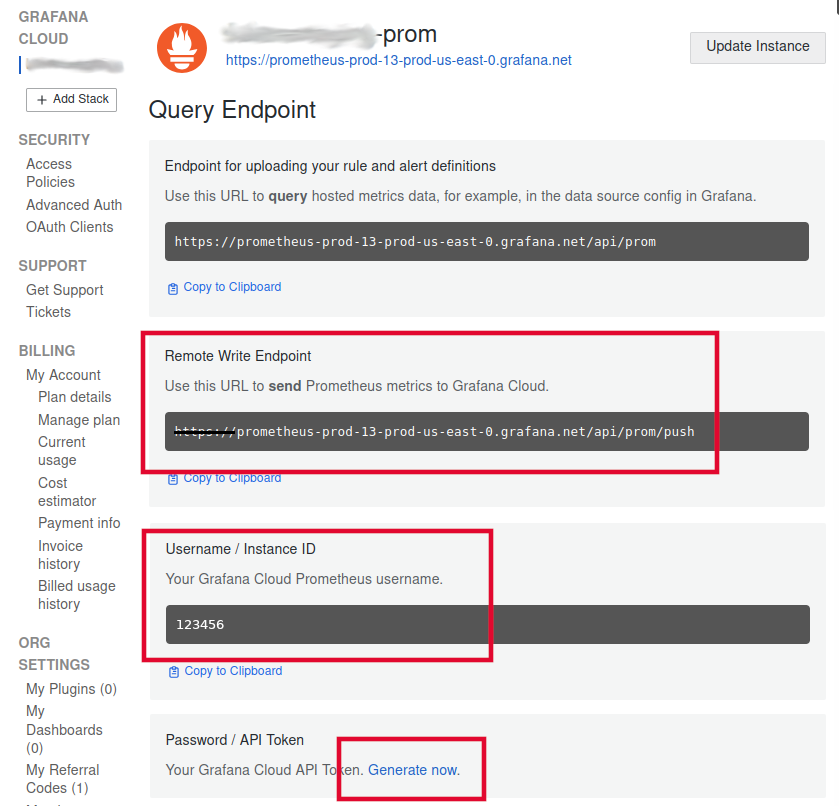 GRAFANA
CLOUD
+ Add Stack
SECURITY
Access
Policies
Advanced Auth
OAuth Clients
SUPPORT
Get Support
Tickets
BILLING
My Account
Plan details
Manage plan
Current
usage
Cost
estimator
Payment info
Invoice
history
Billed usage
history
ORG
SETTINGS
My Plugins (0)
My
Dashboards
(0)
My Referral
Codes (1)
-prom
https://prometheus-prod-13-prod-us-east-0.grafana.net
Update Instance
Query Endpoint
Endpoint for uploading your rule and alert definitions
Use this URL to query hosted metrics data, for example, in the data source config in Grafana.
https://prometheus-prod-13-prod-us-east-0.grafana.net/api/prom
Copy to Clipboard
Remote Write Endpoint
Use this URL to send Prometheus metrics to Grafana Cloud.
https://prometheus-prod-13-prod-us-east-0.grafana.net/api/prom/push
Copy to Clipboard
Username / Instance ID
Your Grafana Cloud Prometheus username.
123456
Copy to Clipboard
Password / API Token
Your Grafana Cloud API Token. Generate now.